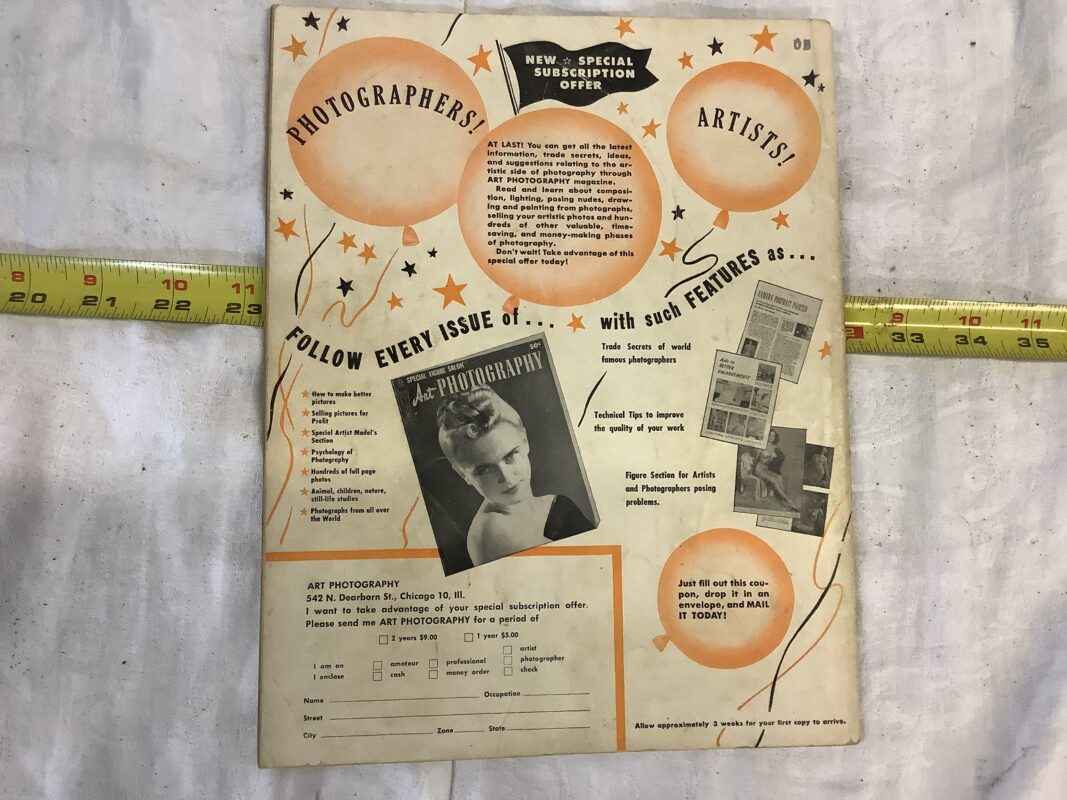 PHOTOGRAPHERS!
NEW ☆ SPECIAL
SUBSCRIPTION
OFFER
ARTISTS!
AT LAST! You can get all the latest
information, trade secrets, ideas,
and suggestions relating to the ar-
tistic side of photography through
ART PHOTOGRAPHY magazine.
Read and learn about composi-
tion, lighting, posing nudes, draw-
ing and painting from photographs,
selling your artistic photos and hun-
dreds of other valuable, time-
saving, and money-making phases
of photography.
Don't wait! Take advantage of this
special offer today!
8 9 10 11
20 21 22 23
9 10 11
33 34 35
FOLLOW EVERY ISSUE of...
with such FEATURES as...
How to make better
pictures
Selling pictures for
Profit
Special Artist Model's
Section
Psychology of
Photography
Hundreds of full page
photos
Animal, children, nature,
still-life studies
Photographs from all over
the World
SPECIAL FIGURE SALON
50¢
Art PHOTOGRAPHY
Trade Secrets of world
famous photographers
Technical Tips to improve
the quality of your work
Figure Section for Artists
and Photographers posing
problems.
Just fill out this cou-
pon, drop it in an
envelope, and MAIL
IT TODAY!
ART PHOTOGRAPHY
542 N. Dearborn St., Chicago 10, Ill.
I want to take advantage of your special subscription offer.
Please send me ART PHOTOGRAPHY for a period of
2 years $9.00 1 year $5.00
I am an amateur professional artist photographer
I enclose cash money order check
Name Occupation
Street
City Zone State
Allow approximately 3 weeks for your first copy to arrive.